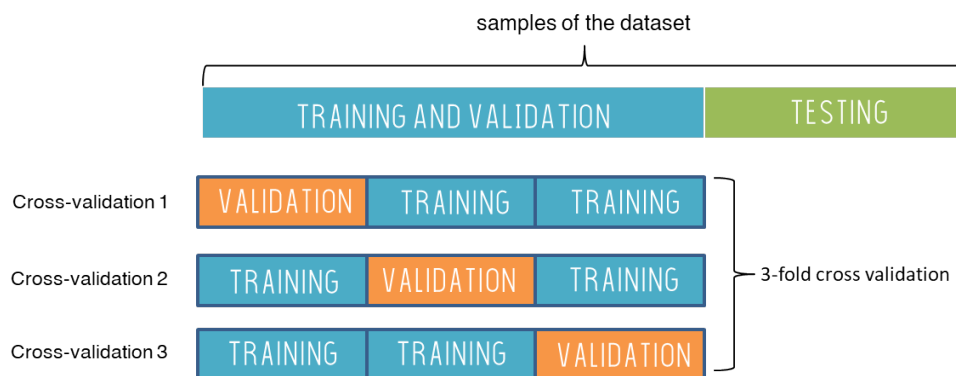 samples of the dataset
TRAINING AND VALIDATION TESTING
Cross-validation 1 VALIDATION TRAINING TRAINING
Cross-validation 2 TRAINING VALIDATION TRAINING
3-fold cross validation
Cross-validation 3 TRAINING TRAINING VALIDATION